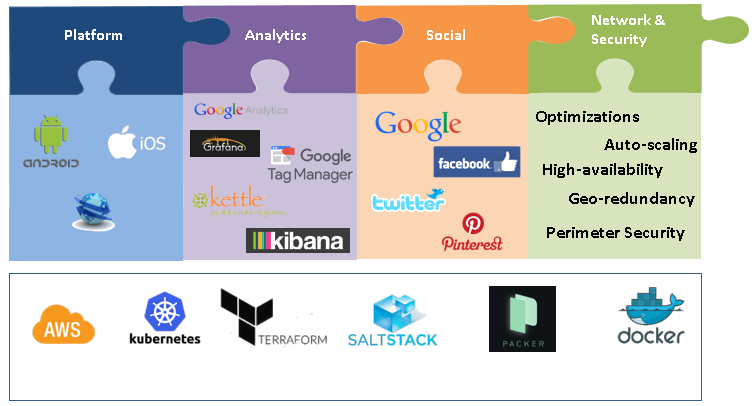 Platform
Analytics
Social
Network &
Security
ANDROID
iOS
Google Analytics
Grafana
Google
Tag Manager
kettle
kibana
Google
facebook
twitter
Pinterest
Optimizations
Auto-scaling
High-availability
Geo-redundancy
Perimeter Security
AWS
kubernetes
TERRAFORM
SALTSTACK
PACKER
docker